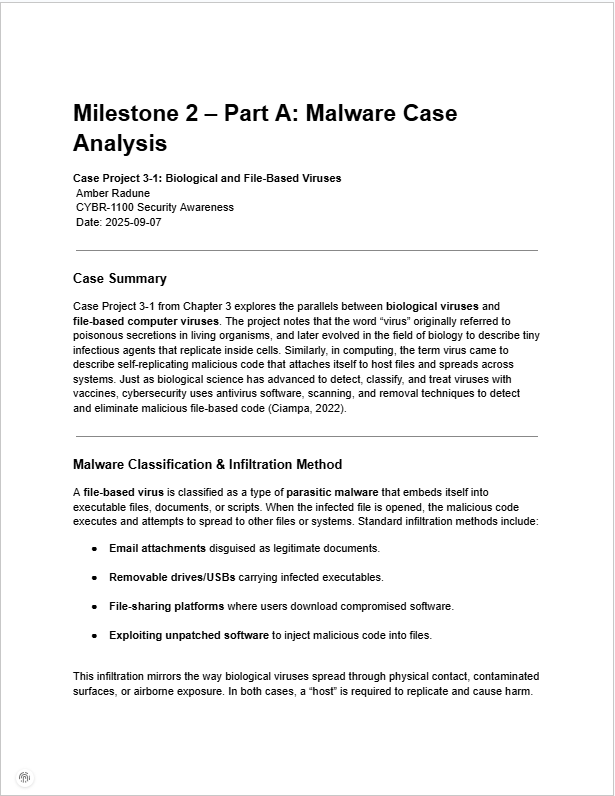 Milestone 2 – Part A: Malware Case
Analysis
Case Project 3-1: Biological and File-Based Viruses
Amber Radune
CYBR-1100 Security Awareness
Date: 2025-09-07
Case Summary
Case Project 3-1 from Chapter 3 explores the parallels between biological viruses and
file-based computer viruses. The project notes that the word “virus” originally referred to
poisonous secretions in living organisms, and later evolved in the field of biology to describe tiny
infectious agents that replicate inside cells. Similarly, in computing, the term virus came to
describe self-replicating malicious code that attaches itself to host files and spreads across
systems. Just as biological science has advanced to detect, classify, and treat viruses with
vaccines, cybersecurity uses antivirus software, scanning, and removal techniques to detect
and eliminate malicious file-based code (Ciampa, 2022).
Malware Classification & Infiltration Method
A file-based virus is classified as a type of parasitic malware that embeds itself into
executable files, documents, or scripts. When the infected file is opened, the malicious code
executes and attempts to spread to other files or systems. Standard infiltration methods include:
● Email attachments disguised as legitimate documents.
● Removable drives/USBs carrying infected executables.
● File-sharing platforms where users download compromised software.
● Exploiting unpatched software to inject malicious code into files.
This infiltration mirrors the way biological viruses spread through physical contact, contaminated
surfaces, or airborne exposure. In both cases, a “host” is required to replicate and cause harm.